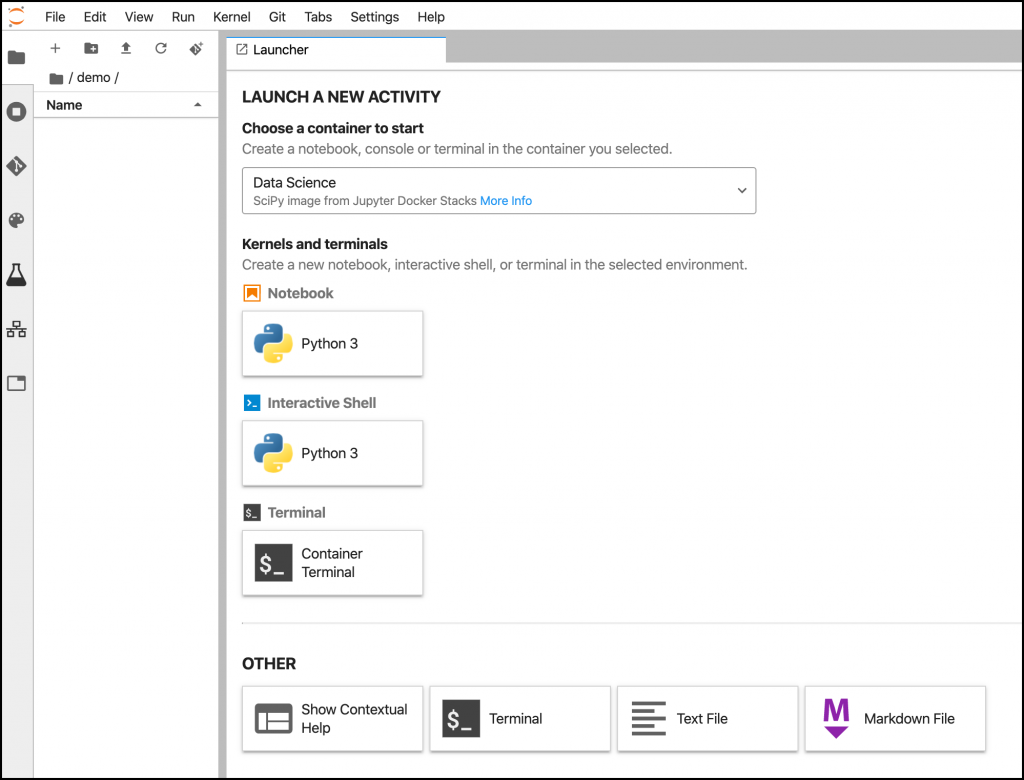 File Edit View Run Kernel Git Tabs Settings Help
/ demo /
Name
Launcher
LAUNCH A NEW ACTIVITY
Choose a container to start
Create a notebook, console or terminal in the container you selected.
Data Science
SciPy image from Jupyter Docker Stacks More Info
Kernels and terminals
Create a new notebook, interactive shell, or terminal in the selected environment.
Notebook
Python 3
>_ Interactive Shell
Python 3
$_ Terminal
$_ Container
Terminal
OTHER
Show Contextual
Help
$_ Terminal
Text File
M Markdown File